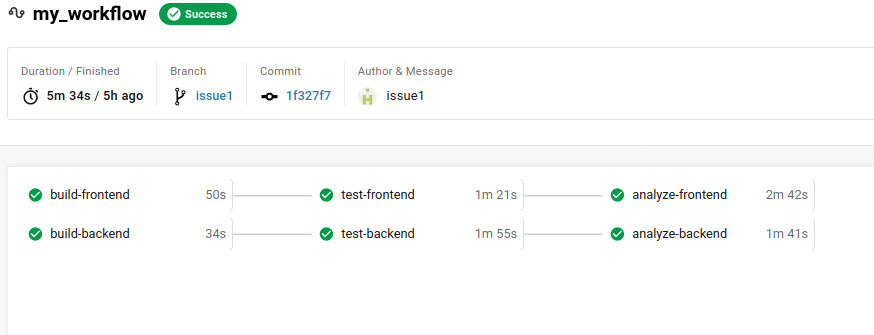 my_workflow Success
Duration / Finished Branch Commit Author & Message
5m 34s / 5h ago issue1 1f327f7 issue1
build-frontend 50s test-frontend 1m 21s analyze-frontend 2m 42s
build-backend 34s test-backend 1m 55s analyze-backend 1m 41s